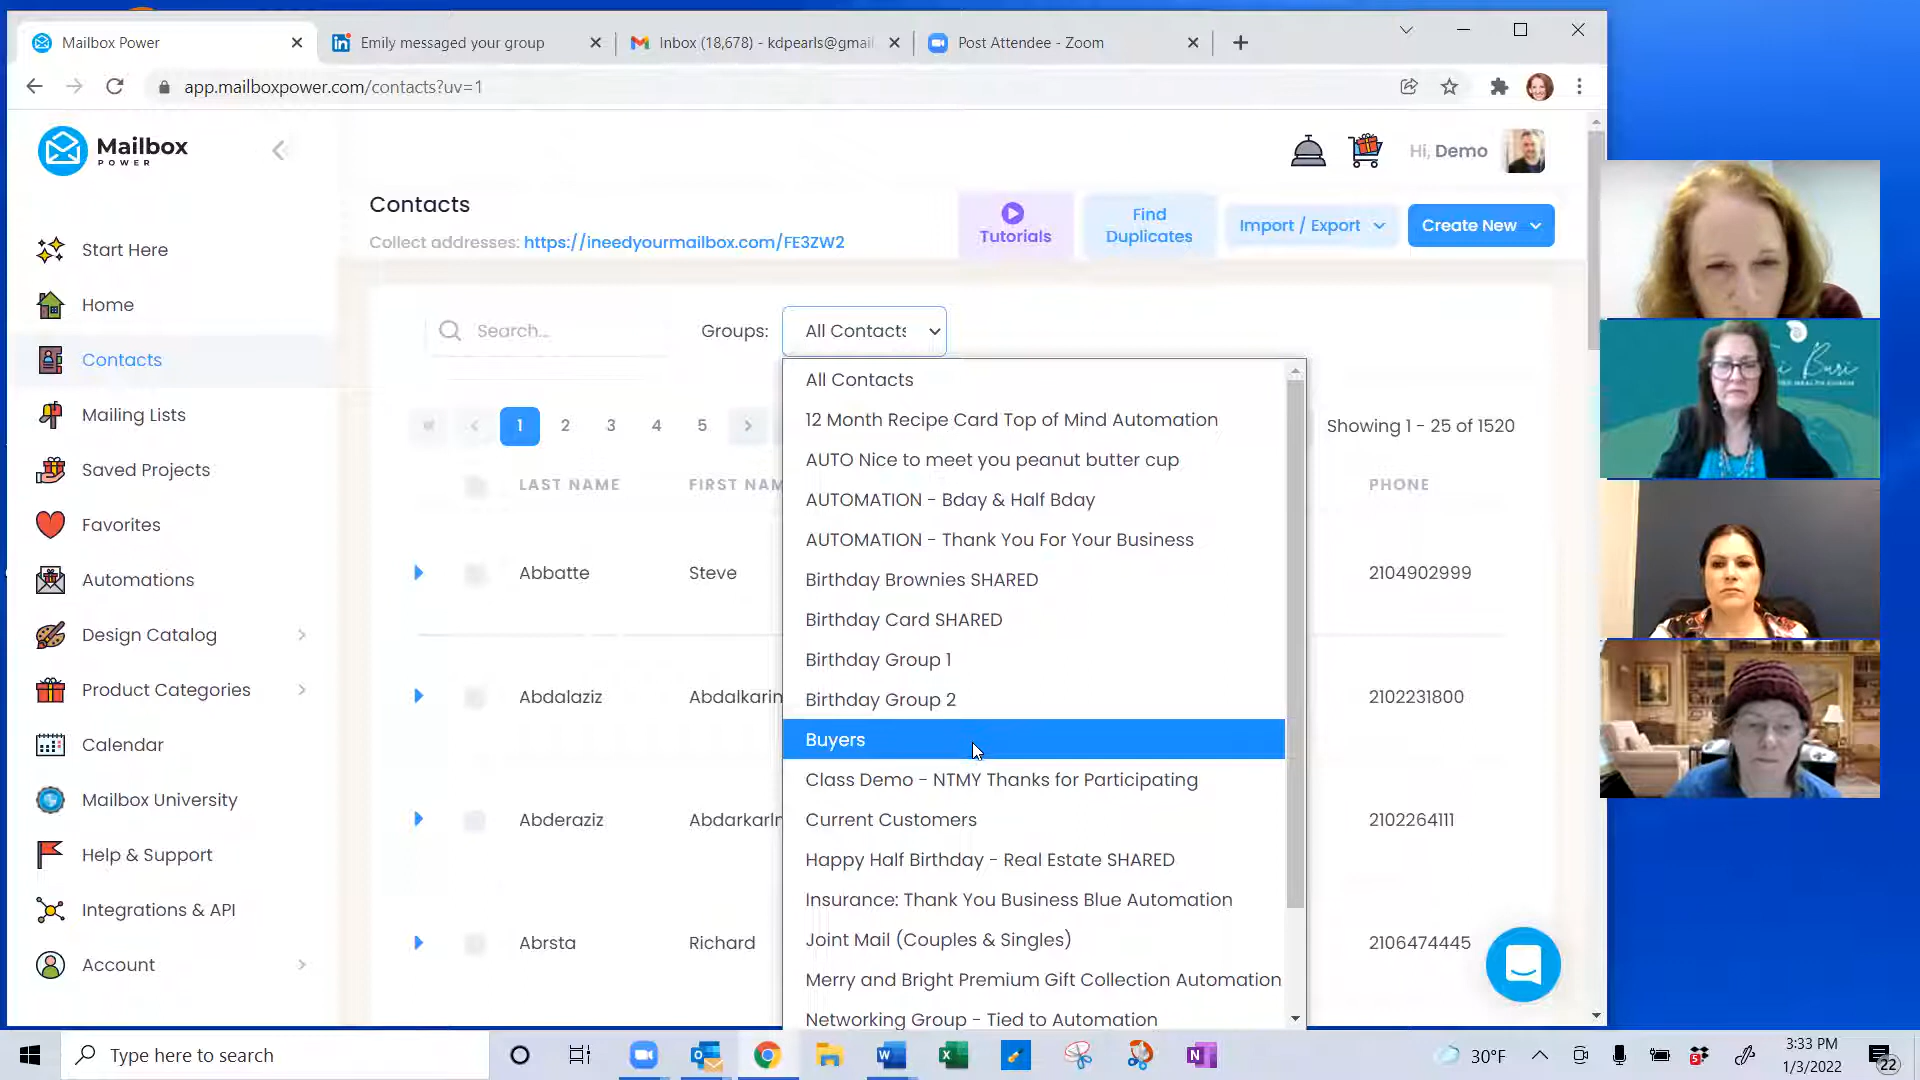 Mailbox Power
Emily messaged your group
Inbox (18,678) - kdpearls@gmai
Post Attendee - Zoom
app.mailboxpower.com/contacts?uv=1
Mailbox
POWER
Hi, Demo
Contacts
Collect addresses: https://ineedyourmailbox.com/FE3ZW2
Tutorials
Find
Duplicates
Import / Export
Create New
Start Here
Home
Contacts
Mailing Lists
Saved Projects
Favorites
Automations
Design Catalog
Product Categories
Calendar
Mailbox University
Help & Support
Integrations & API
Account
Search...
Groups:
All Contacts
1 2 3 4 5
Showing 1 - 25 of 1520
LAST NAME FIRST NAM PHONE
Abbatte Steve 2104902999
Abdalaziz Abdalkarin 2102231800
Abderaziz 2102264111
Abrsta Richard 2106474445
All Contacts
12 Month Recipe Card Top of Mind Automation
AUTO Nice to meet you peanut butter cup
AUTOMATION - Bday & Half Bday
AUTOMATION - Thank You For Your Business
Birthday Brownies SHARED
Birthday Card SHARED
Birthday Group 1
Birthday Group 2
Buyers
Class Demo - NTMY Thanks for Participating
Current Customers
Happy Half Birthday - Real Estate SHARED
Insurance: Thank You Business Blue Automation
Joint Mail (Couples & Singles)
Merry and Bright Premium Gift Collection Automation
Networking Group - Tied to Automation
Type here to search
30°F
3:33 PM
1/3/2022
22